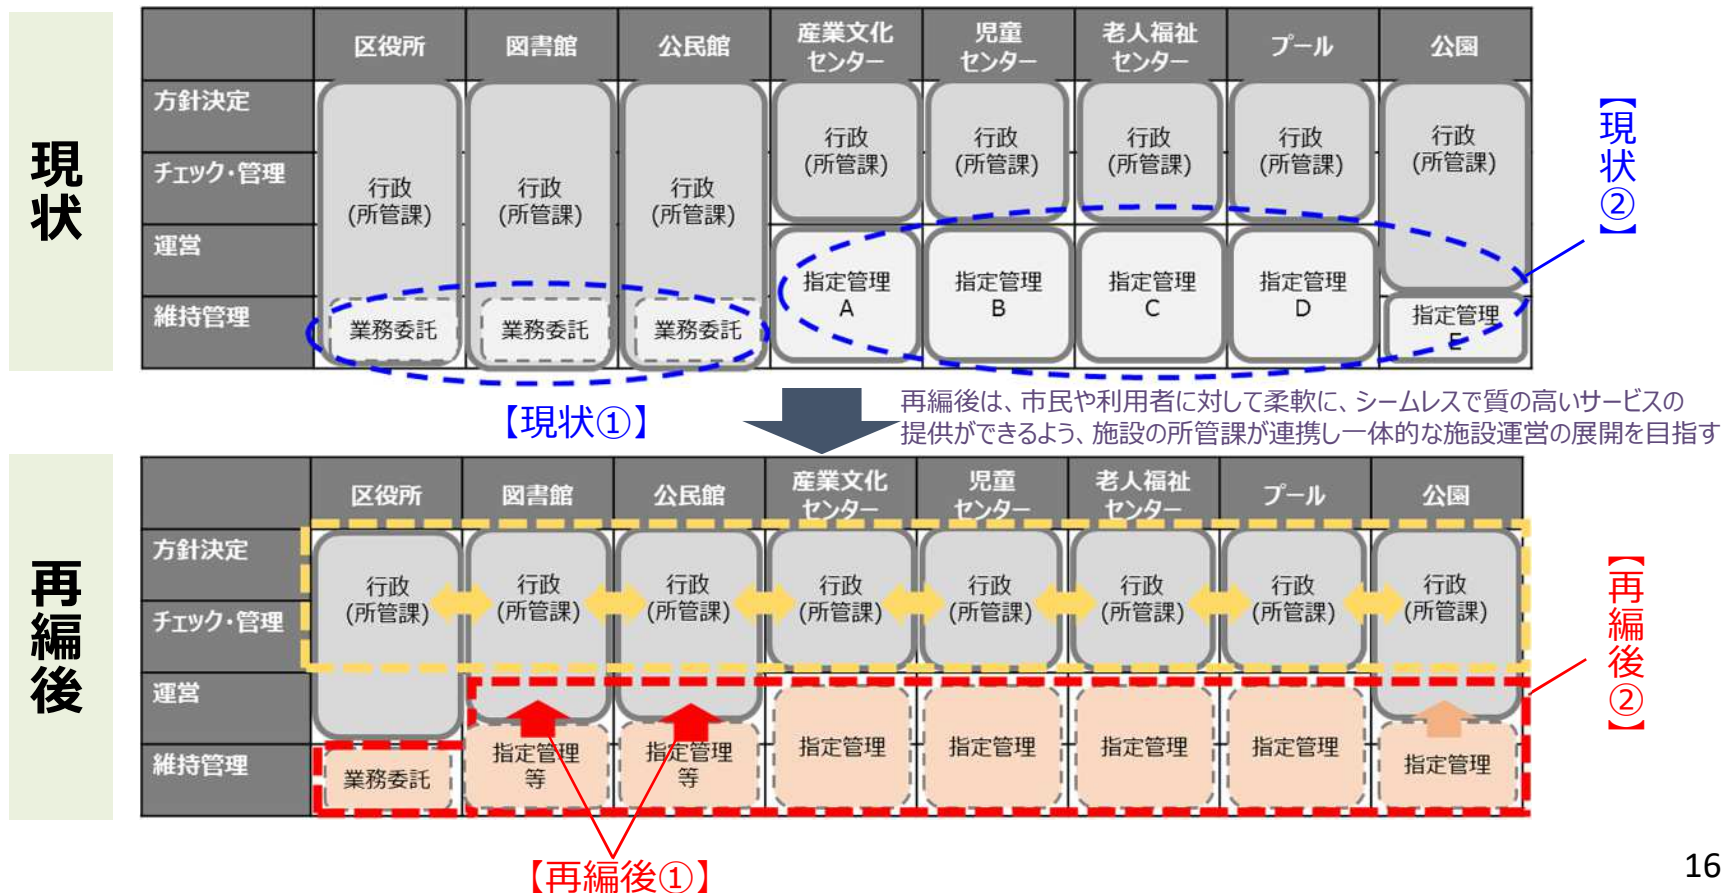 現状
区役所
図書館
公民館
産業文化
センター
児童
センター
老人福祉
センター
プール
公園
方針決定
チェック・管理
運営
維持管理
行政
(所管課)
行政
(所管課)
行政
(所管課)
行政
(所管課)
行政
(所管課)
行政
(所管課)
行政
(所管課)
行政
(所管課)
業務委託
業務委託
業務委託
指定管理
A
指定管理
B
指定管理
C
指定管理
D
指定管理
E
【現状②】
【現状①】
再編後は、市民や利用者に対して柔軟に、シームレスで質の高いサービスの
提供ができるよう、施設の所管課が連携し一体的な施設運営の展開を目指す
再編後
区役所
図書館
公民館
産業文化
センター
児童
センター
老人福祉
センター
プール
公園
方針決定
チェック・管理
運営
維持管理
行政
(所管課)
行政
(所管課)
行政
(所管課)
行政
(所管課)
行政
(所管課)
行政
(所管課)
行政
(所管課)
行政
(所管課)
業務委託
指定管理
等
指定管理
等
指定管理
指定管理
指定管理
指定管理
指定管理
【再編後②】
【再編後①】
16